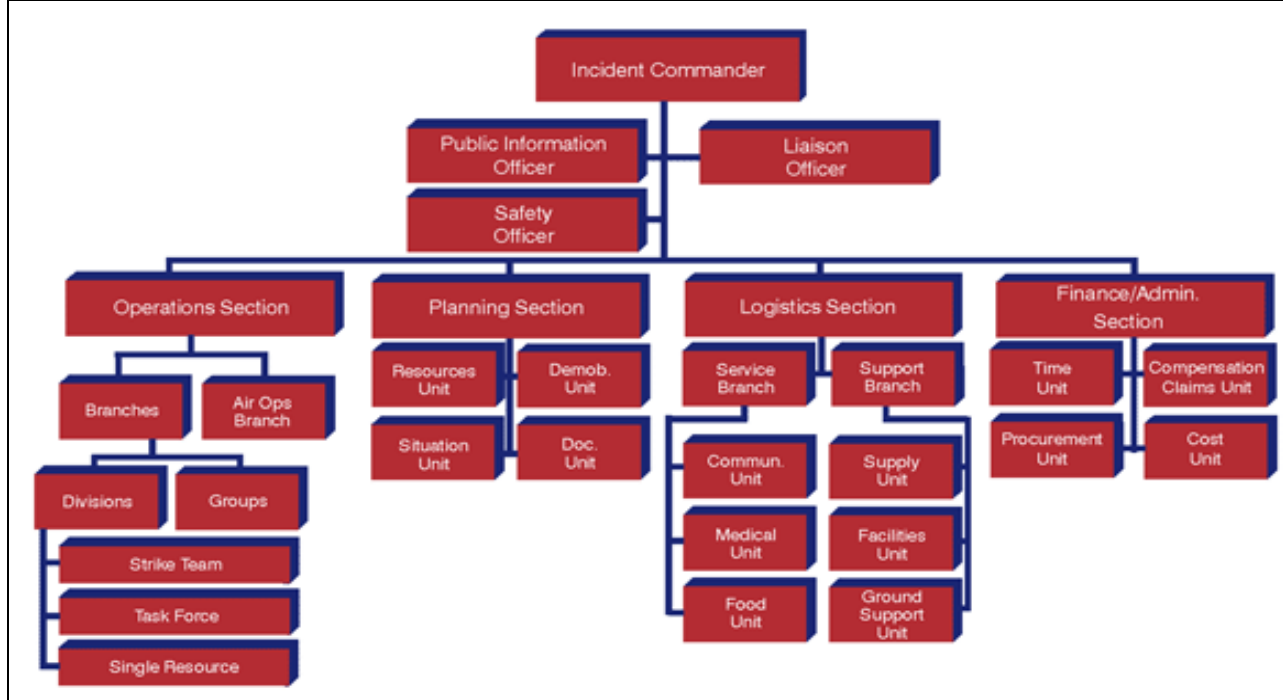 Incident Commander
Public Information
Officer
Liaison
Officer
Safety
Officer
Operations Section
Planning Section
Logistics Section
Finance/Admin.
Section
Branches
Air Ops
Branch
Divisions
Groups
Strike Team
Task Force
Single Resource
Resources
Unit
Demob.
Unit
Situation
Unit
Doc.
Unit
Service
Branch
Support
Branch
Commun.
Unit
Supply
Unit
Medical
Unit
Facilities
Unit
Food
Unit
Ground
Support
Unit
Time
Unit
Compensation
Claims Unit
Procurement
Unit
Cost
Unit